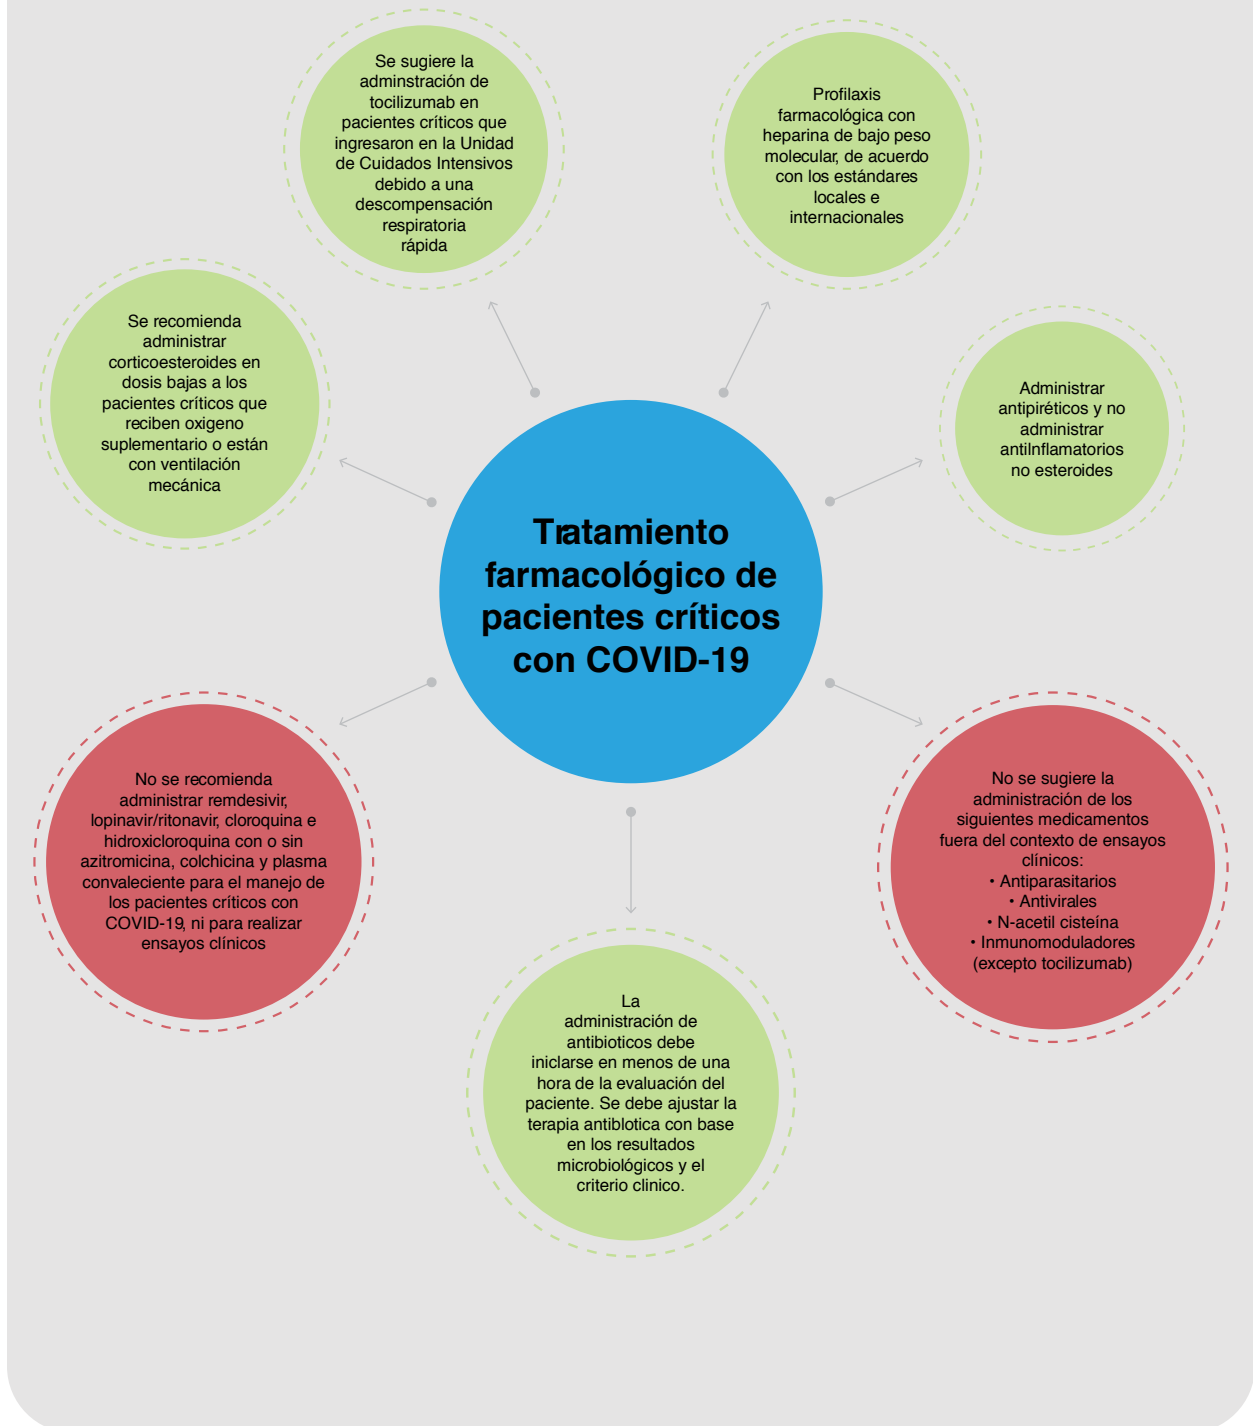 Se sugiere la
adminstración de
tocilizumab en
pacientes críticos que
ingresaron en la Unidad
de Cuidados Intensivos
debido a una
descompensación
respiratoria
rápida
Profilaxis
farmacológica con
heparina de bajo peso
molecular, de acuerdo
con los estándares
locales e
internacionales
Se recomienda
administrar
corticoesteroides en
dosis bajas a los
pacientes críticos que
reciben oxigeno
suplementario o están
con ventilación
mecánica
Administrar
antipiréticos y no
administrar
antilnflamatorios
no esteroides
Tratamiento
farmacológico de
pacientes críticos
con COVID-19
No se recomienda
administrar remdesivir,
lopinavir/ritonavir, cloroquina e
hidroxicloroquina con o sin
azitromicina, colchicina y plasma
convaleciente para el manejo de
los pacientes críticos con
COVID-19, ni para realizar
ensayos clínicos
No se sugiere la
administración de los
siguientes medicamentos
fuera del contexto de ensayos
clínicos:
• Antiparasitarios
• Antivirales
• N-acetil cisteína
• Inmunomoduladores
(excepto tocilizumab)
La
administración de
antibioticos debe
iniclarse en menos de una
hora de la evaluación del
paciente. Se debe ajustar la
terapia antiblotica con base
en los resultados
microbiológicos y el
criterio clinico.